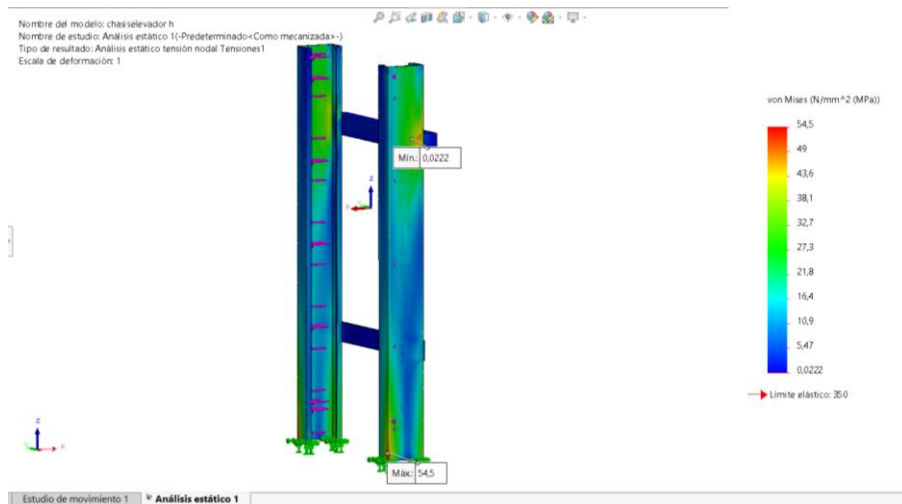 Nombre del modelo: chasiselevador h
Nombre de estudio: Análisis estático 1(-Predeterminado<Como mecanizada>-)
Tipo de resultado: Análisis estático tensión nodal Tensiones1
Escala de deformación: 1
von Mises (N/mm^2 (MPa))
54,5
49
43,6
38,1
32,7
27,3
21,8
16,4
10,9
5,47
0,0222
Límite elástico: 350
Mín.: 0,0222
z
x
Máx.: 54,5
z
x
Estudio de movimiento 1
Análisis estático 1